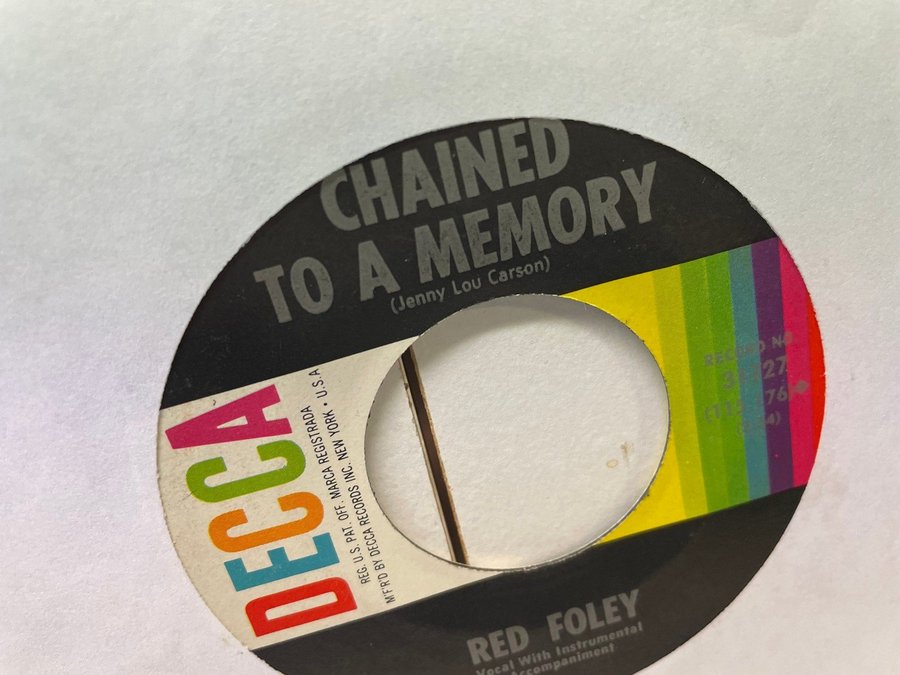 CHAINED
TO A MEMORY
(Jenny Lou Carson)
DECCA
REG. U.S. PAT. OFF. MARCA REGISTRADA
M'F'R'D BY DECCA RECORDS INC. NEW YORK • U.S.A
RECORD NO.
RED FOLEY
Vocal With Instrumental
Accompaniment